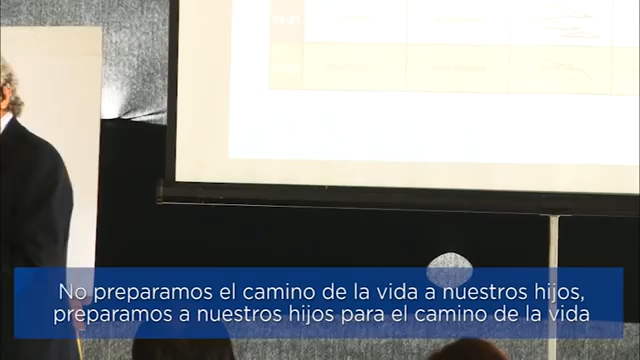 No preparamos el camino de la vida a nuestros hijos,
preparamos a nuestros hijos para el camino de la vida